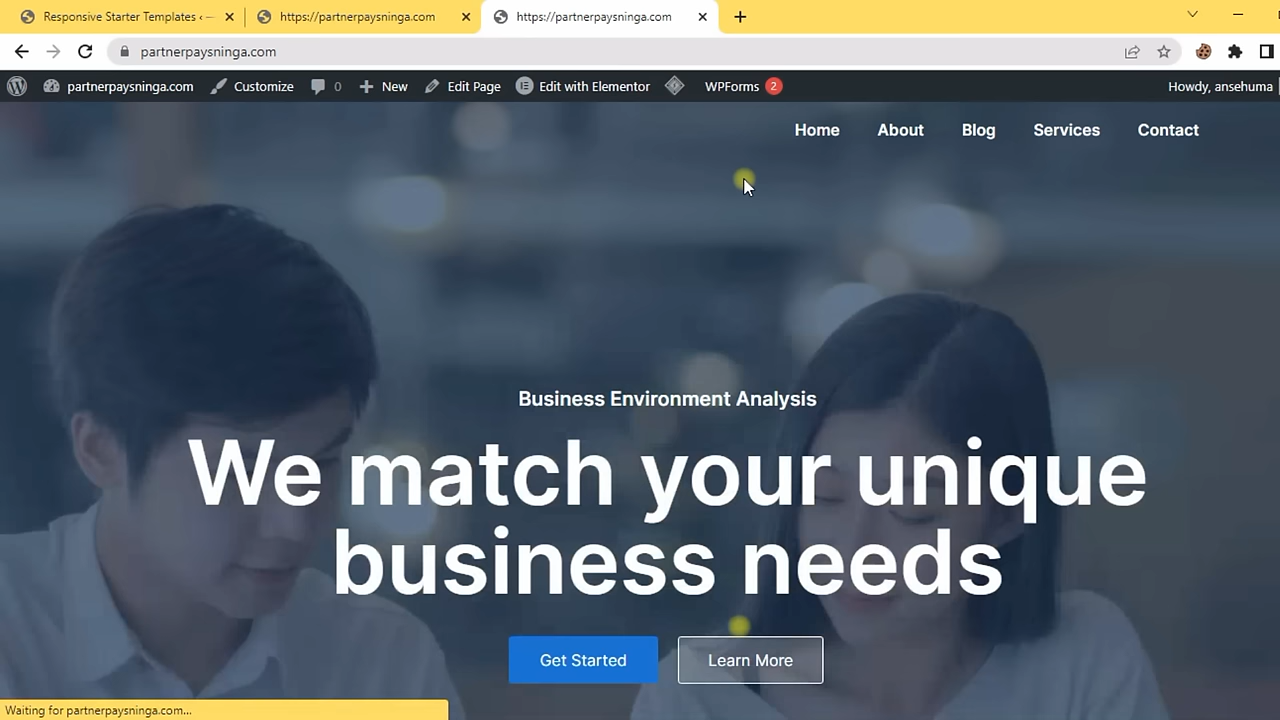 Responsive Starter Templates ‹ —
https://partnerpaysninga.com
https://partnerpaysninga.com
partnerpaysninga.com
partnerpaysninga.com
Customize
0
New
Edit Page
Edit with Elementor
WPForms 2
Howdy, ansehuma
Home
About
Blog
Services
Contact
Business Environment Analysis
We match your unique
business needs
Get Started
Learn More
Waiting for partnerpaysninga.com...